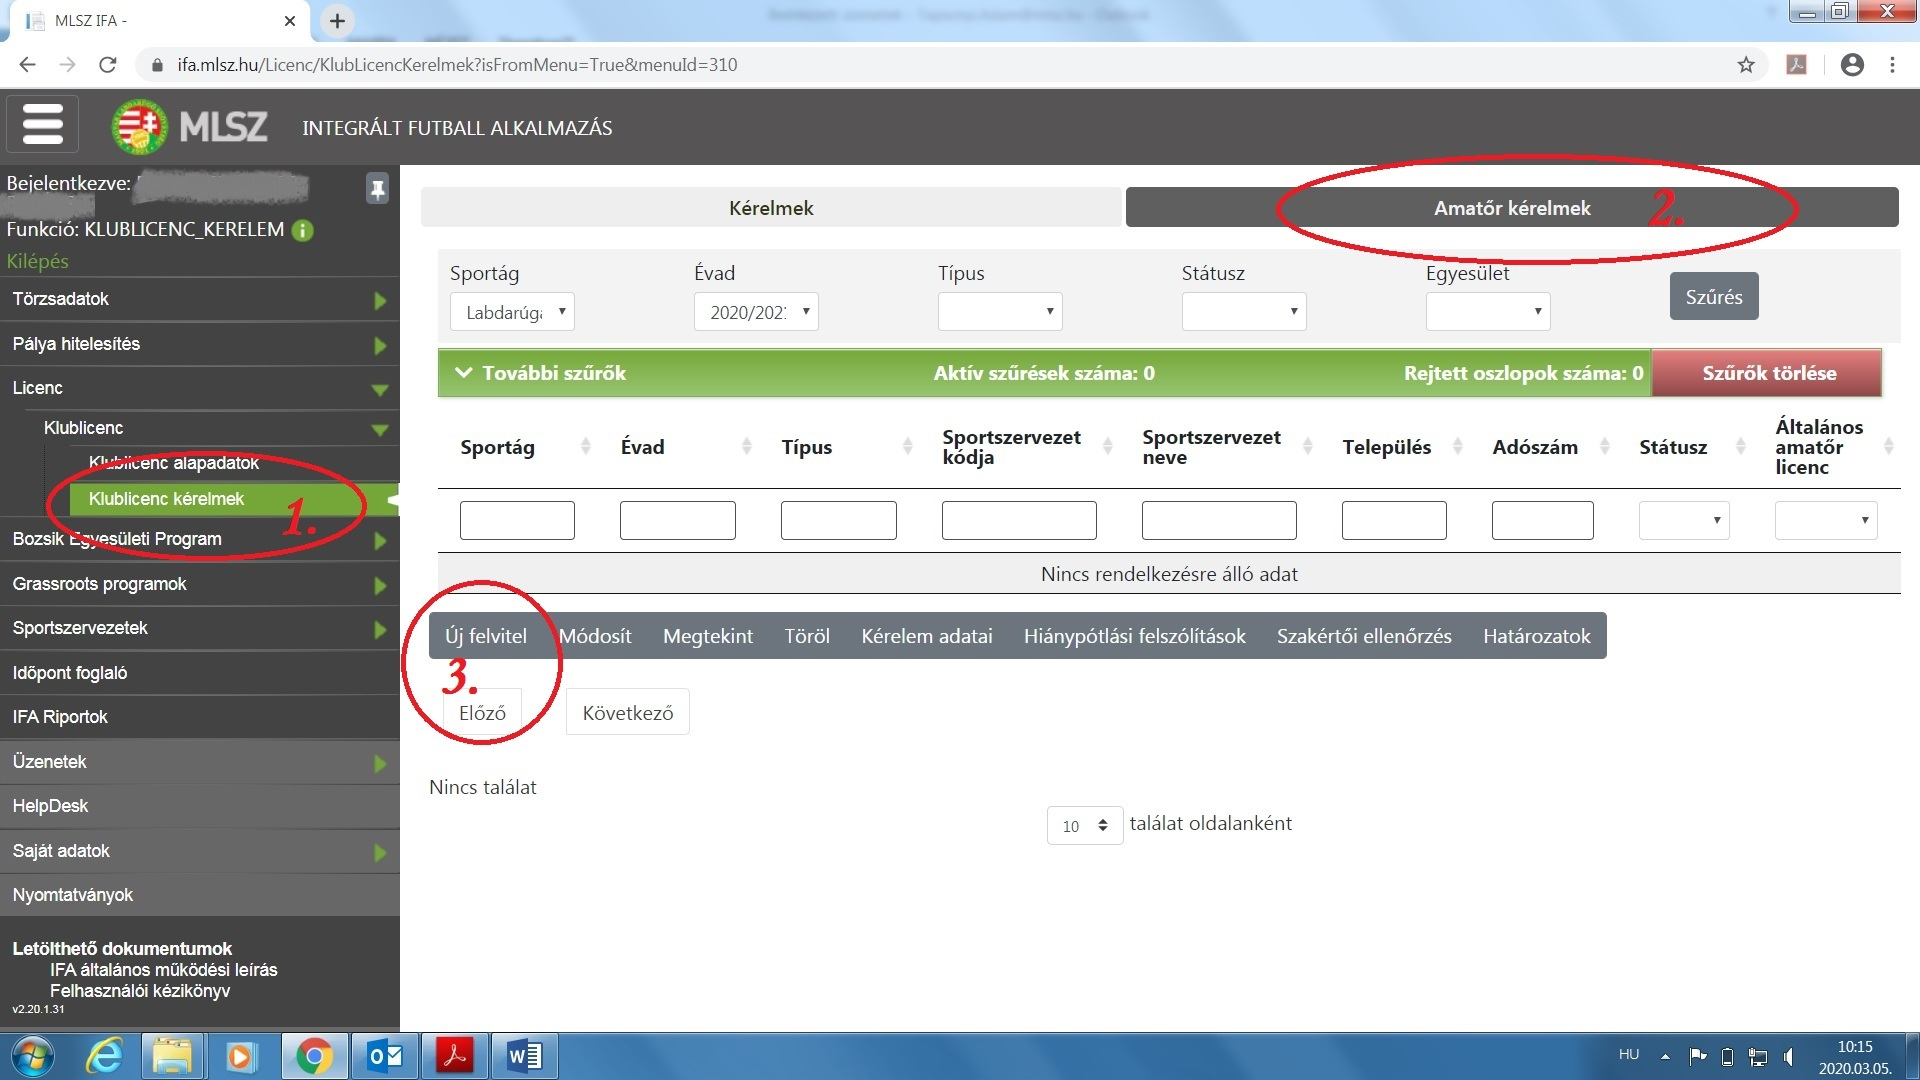 MLSZ IFA -
ifa.mlsz.hu/Licenc/KlubLicencKerelmek?isFromMenu=True&menuId=310
MLSZ INTEGRÁLT FUTBALL ALKALMAZÁS
Bejelentkezve:
Funkció: KLUBLICENC_KERELEM
Kilépés
Törzsadatok
Pálya hitelesítés
Licenc
Klublicenc
Klublicenc alapadatok
Klublicenc kérelmek
1.
Bozsik Egyesületi Program
Grassroots programok
Sportszervezetek
Időpont foglaló
IFA Riportok
Üzenetek
HelpDesk
Saját adatok
Nyomtatványok
Letölthető dokumentumok
IFA általános működési leírás
Felhasználói kézikönyv
v2.20.1.31
Kérelmek Amatőr kérelmek 2.
Sportág Évad Típus Státusz Egyesület
Labdarúga 2020/202 Szűrés
További szűrők Aktív szűrések száma: 0 Rejtett oszlopok száma: 0 Szűrők törlése
Sportág Évad Típus Sportszervezet kódja Sportszervezet neve Település Adószám Státusz Általános amatőr licenc
Nincs rendelkezésre álló adat
Új felvitel Módosít Megtekint Töröl Kérelem adatai Hiánypótlási felszólítások Szakértői ellenőrzés Határozatok
3.
Előző Következő
Nincs találat
10 találat oldalanként
HU
10:15
2020.03.05.